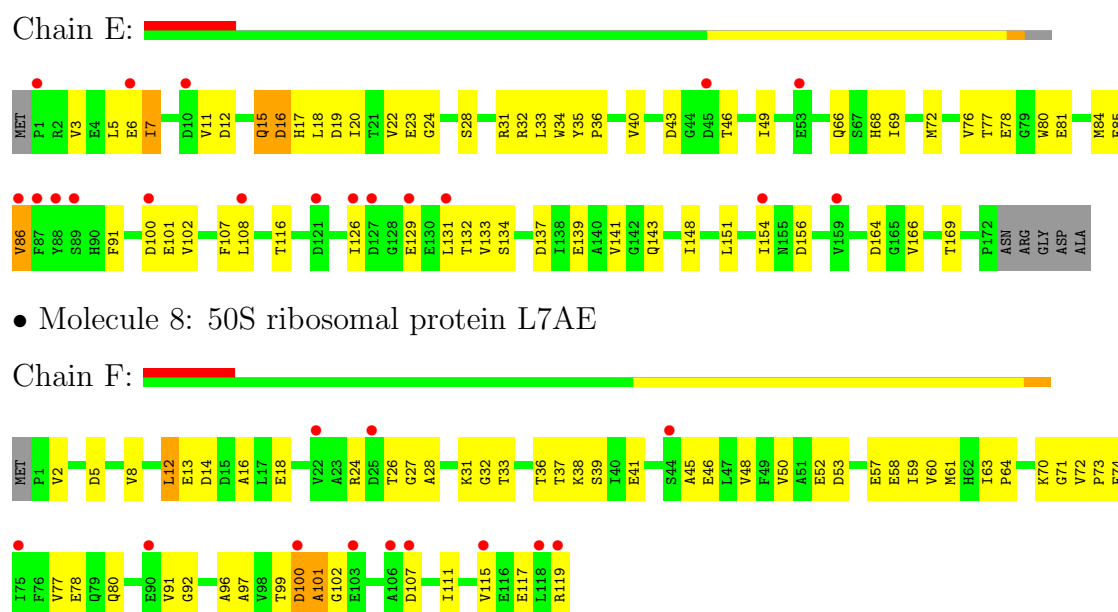 Chain E:
MET P1 R2 V3 E4 L5 E6 I7 D10 V11 D12 Q15 D16 H17 L18 D19 I20 T21 V22 E23 G24 S28 R31 R32 L33 W34 Y35 P36 V40 D43 G44 D45 T46 I49 E53 Q66 S67 H68 I69 M72 V76 T77 E78 G79 W80 E81 M84 E85
V86 F87 Y88 S89 H90 F91 D100 E101 V102 F107 L108 T116 D121 I126 D127 G128 E129 E130 L131 T132 V133 S134 D137 I138 E139 A140 V141 G142 Q143 I148 L151 I154 N155 D156 V159 D164 G165 V166 T169 P172 ASN ARG GLY ASP ALA
• Molecule 8: 50S ribosomal protein L7AE
Chain F:
MET P1 V2 D5 V8 L12 E13 D14 D15 A16 L17 E18 V22 A23 R24 D25 T26 G27 A28 K31 G32 T33 T36 T37 K38 S39 I40 E41 S44 A45 E46 L47 V48 F49 V50 A51 E52 D53 E57 E58 I59 V60 M61 H62 I63 P64 K70 G71 V72 P73
I75 F76 V77 E78 Q79 Q80 E90 V91 G92 A96 A97 V98 T99 D100 A101 G102 E103 A106 D107 I111 V115 E116 E117 L118 R119